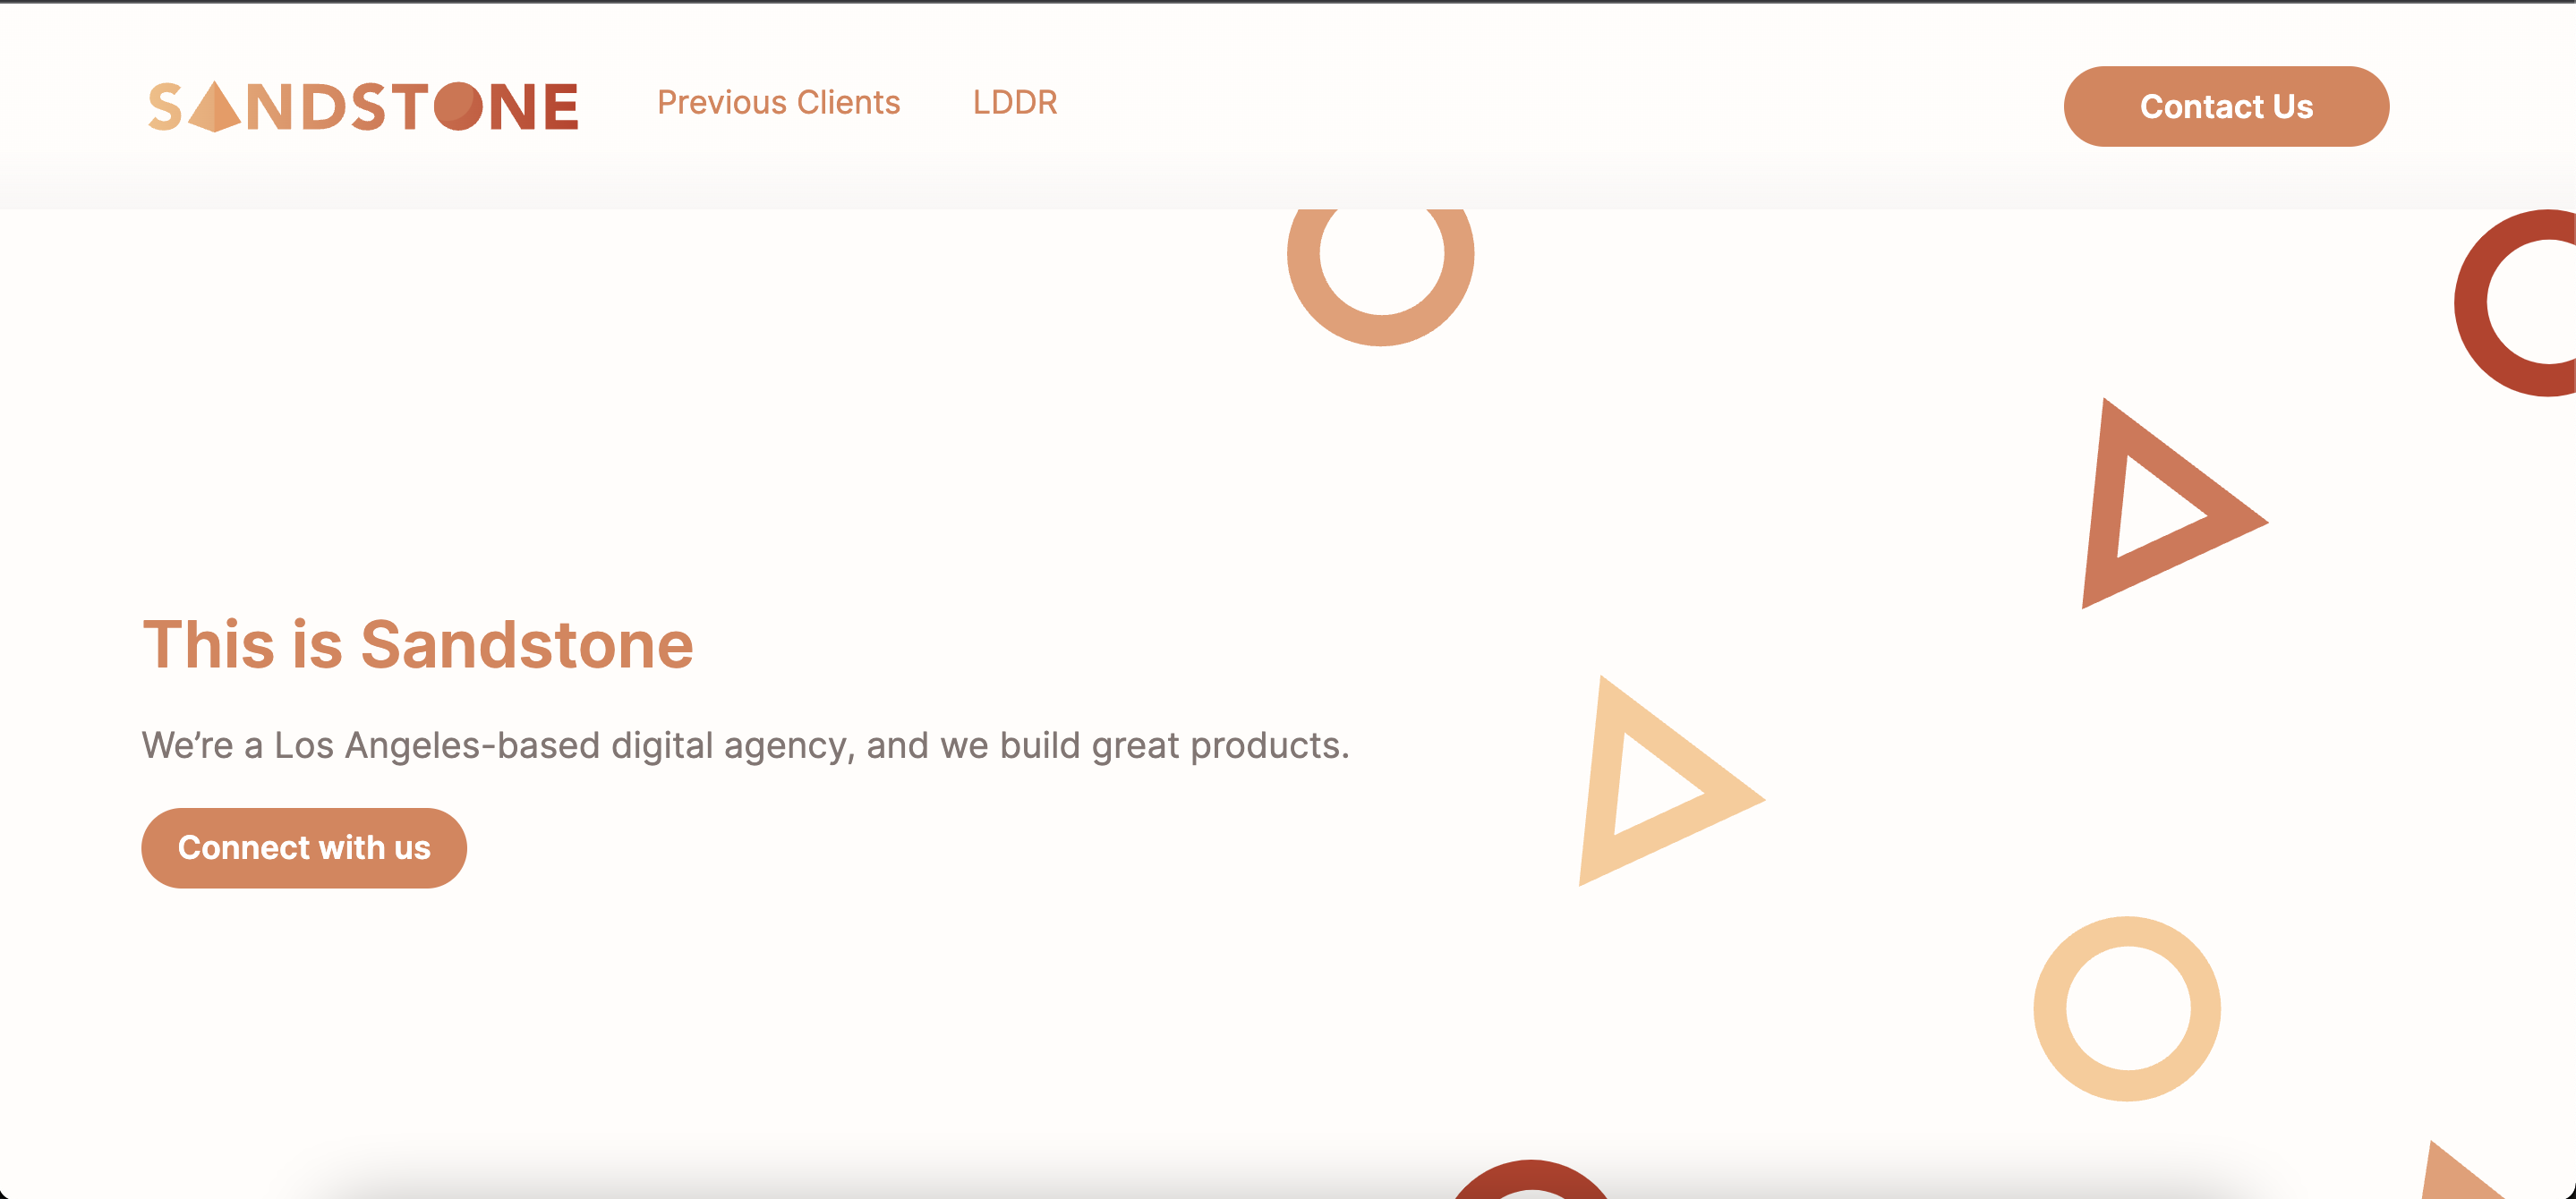 SANDSTONE
Previous Clients
LDDR
Contact Us
This is Sandstone
We’re a Los Angeles-based digital agency, and we build great products.
Connect with us